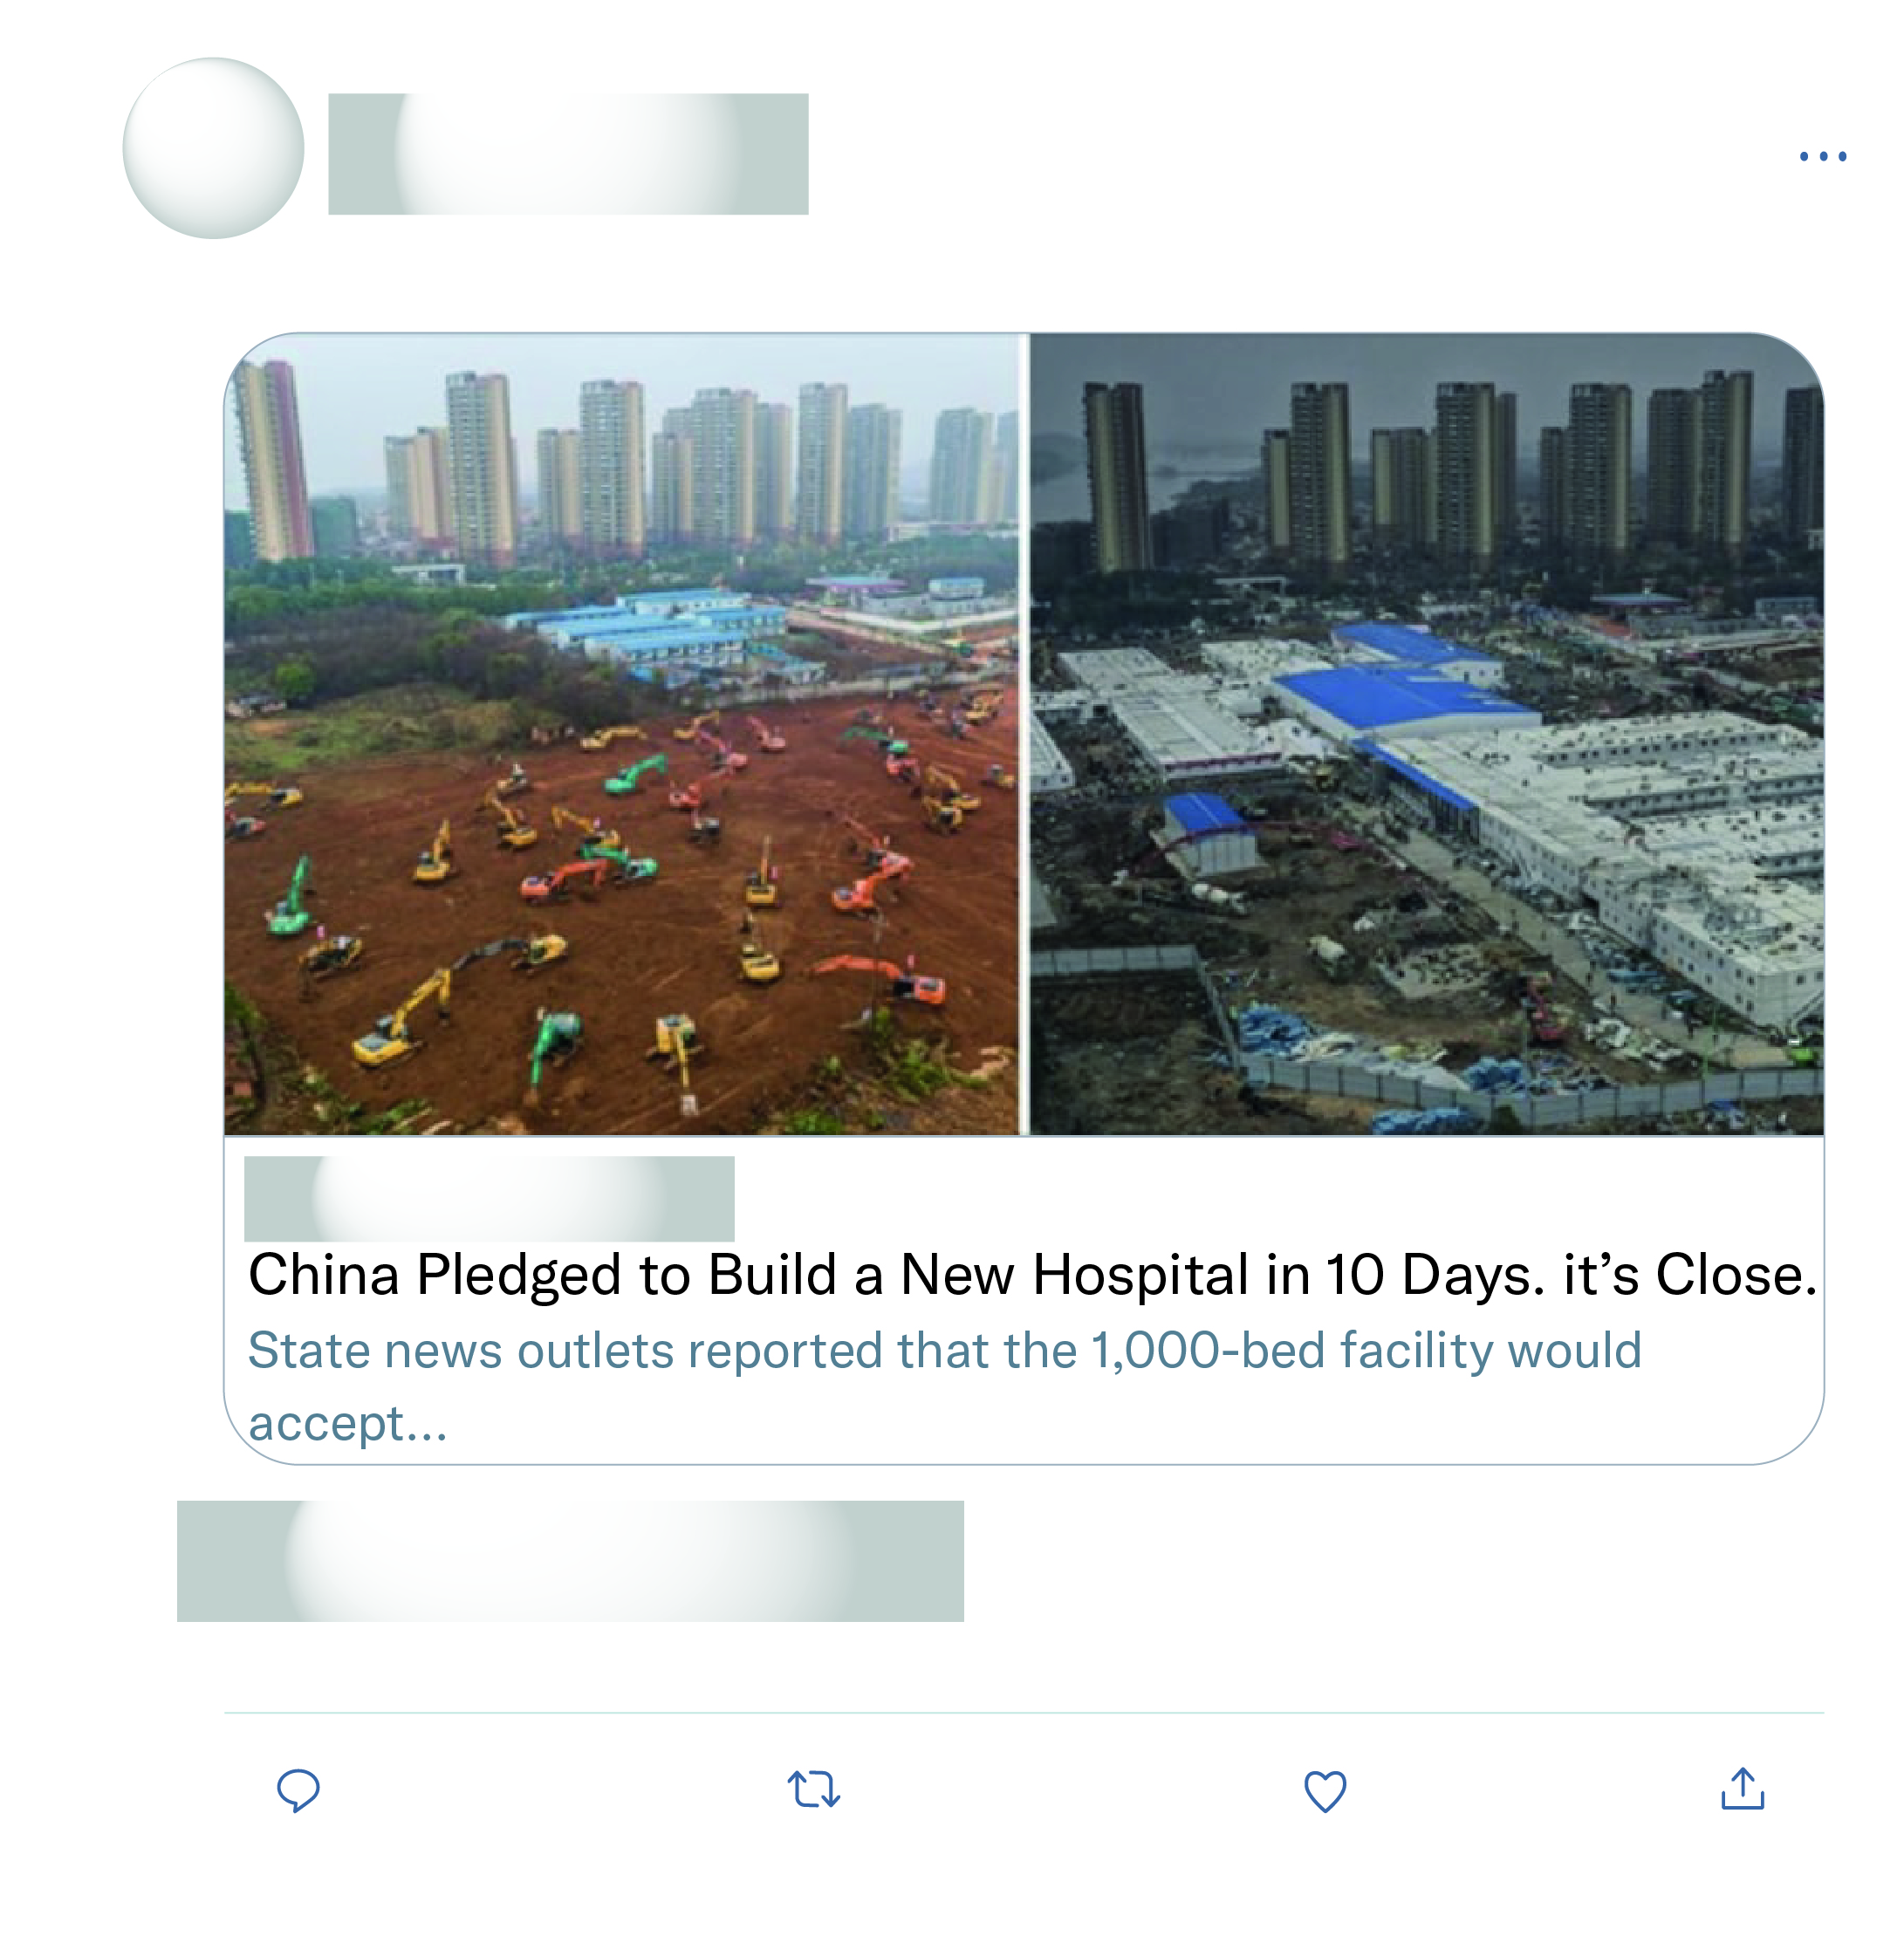 China Pledged to Build a New Hospital in 10 Days. it’s Close.
State news outlets reported that the 1,000-bed facility would
accept...